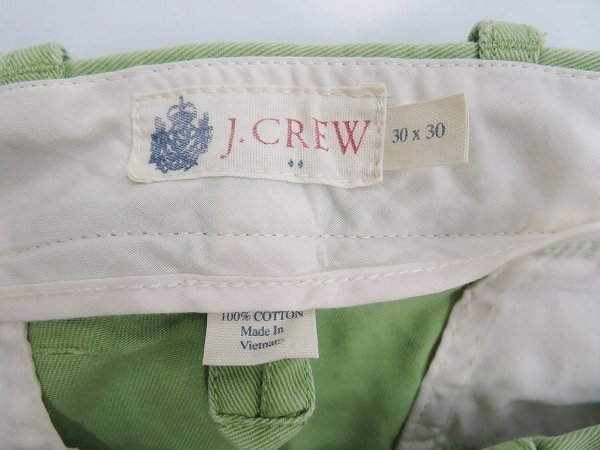 J.CREW
30 x 30
100% COTTON
Made In
Vietnam